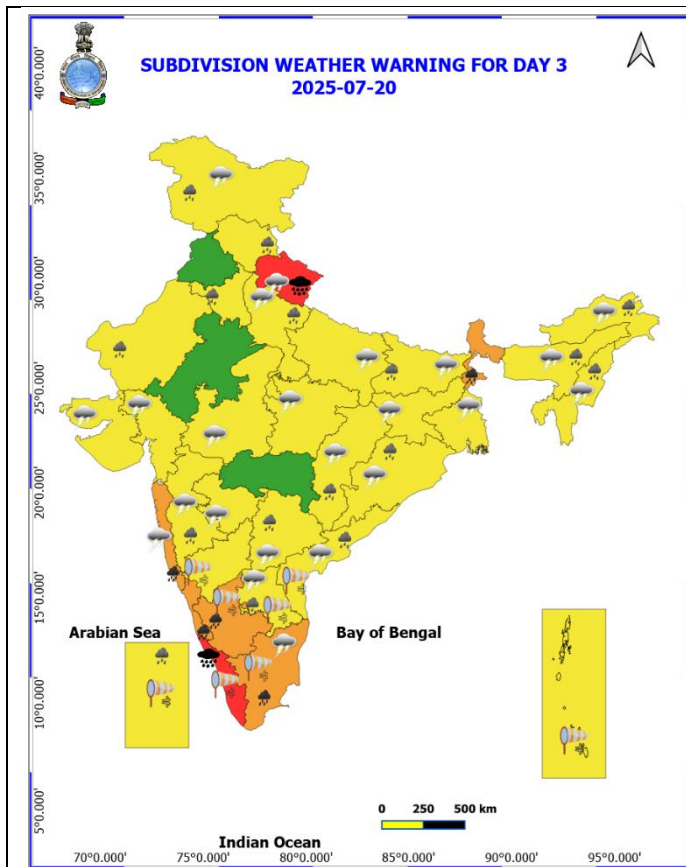 SUBDIVISION WEATHER WARNING FOR DAY 3
2025-07-20
40°0.000'
35°0.000'
30°0.000'
25°0.000'
20°0.000'
15°0.000'
10°0.000'
5°0.000'
Arabian Sea
Bay of Bengal
0 250 500 km
Indian Ocean
70°0.000' 75°0.000' 80°0.000' 85°0.000' 90°0.000' 95°0.000'